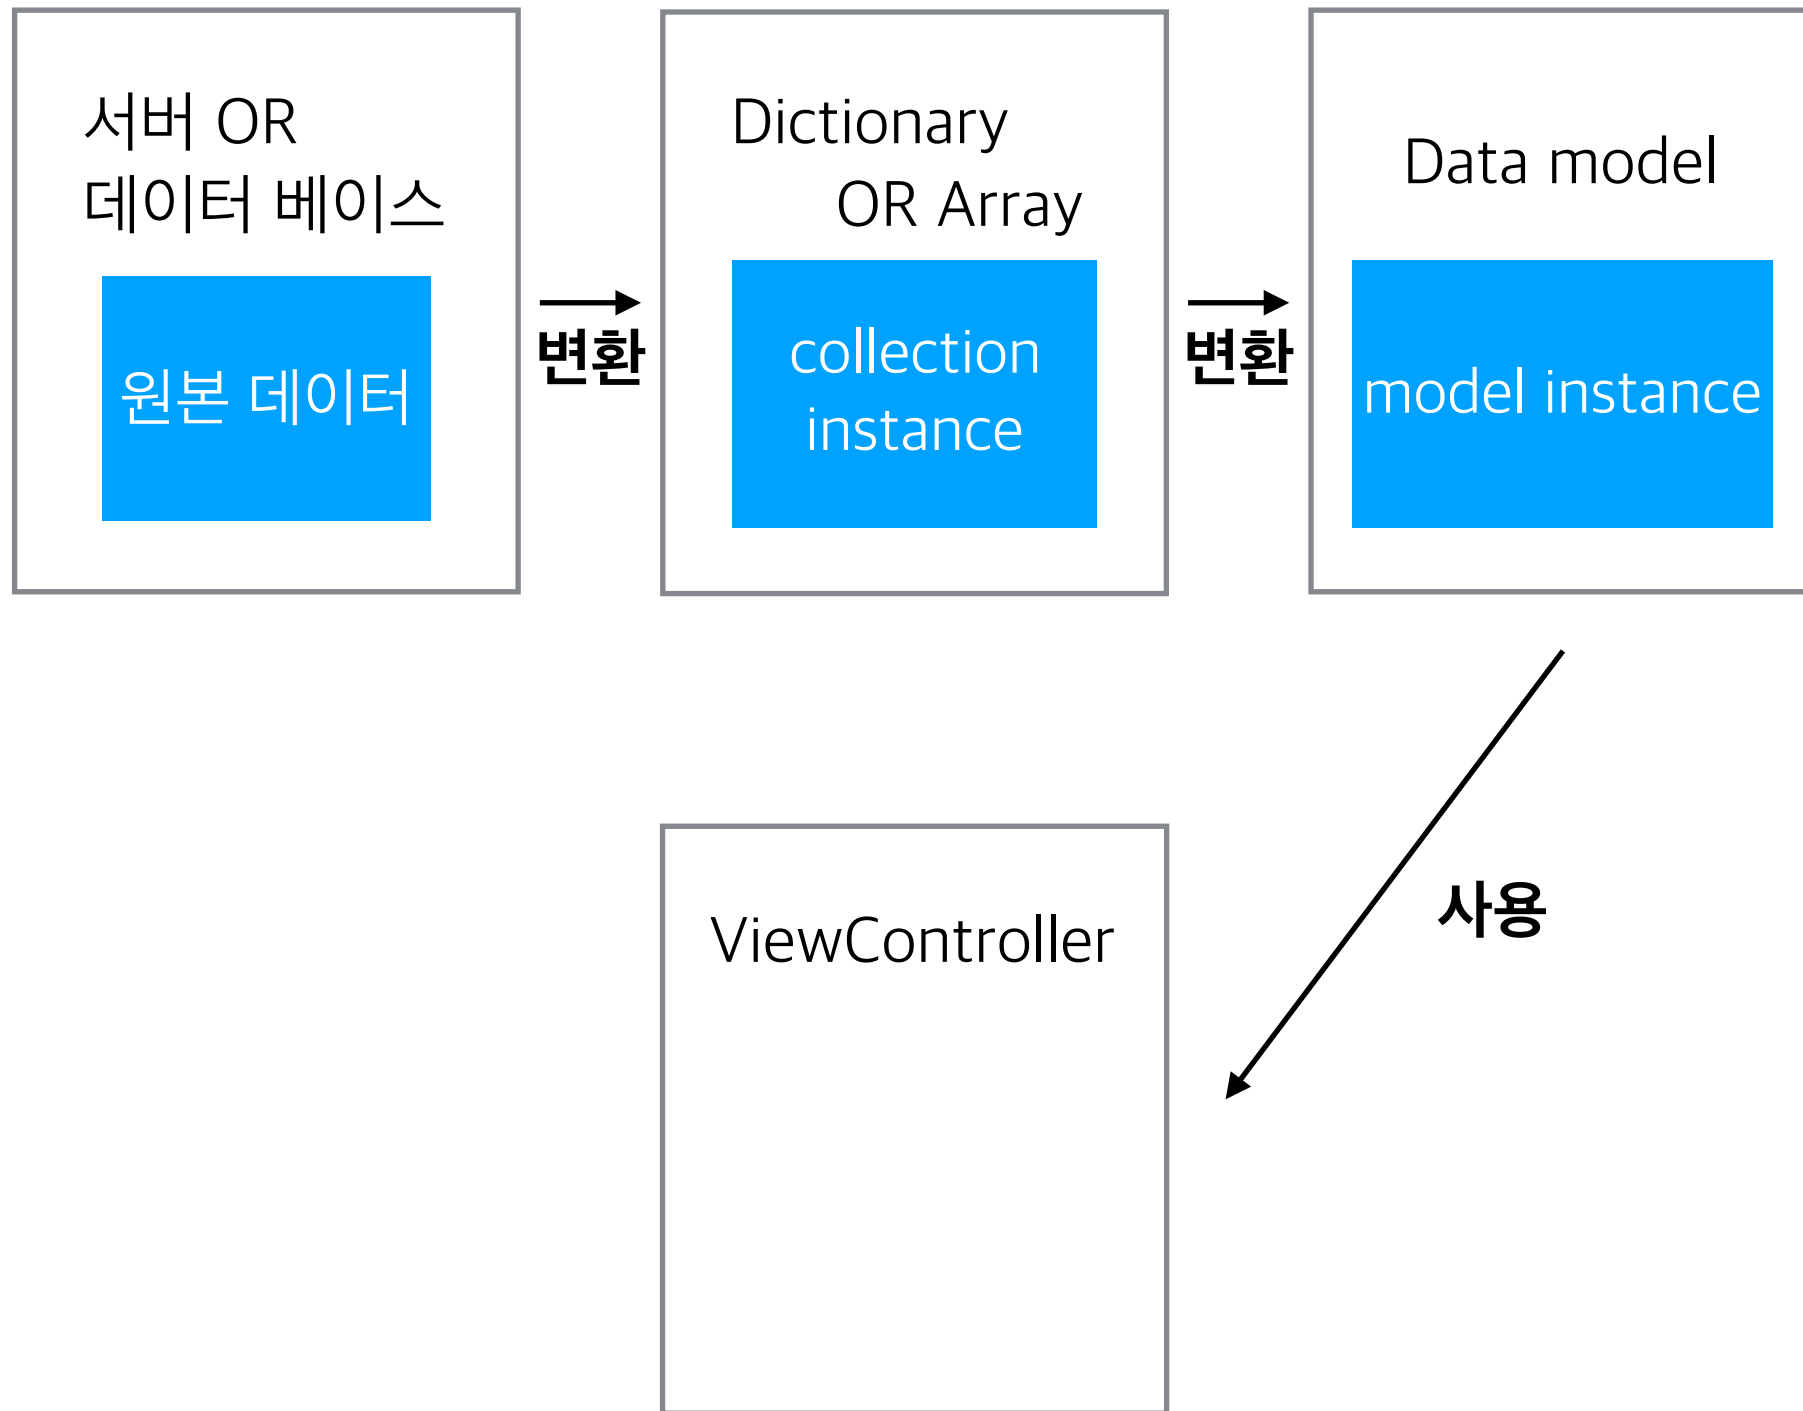 서버 OR
데이터 베이스
원본 데이터
변환
Dictionary
OR Array
collection
instance
변환
Data model
model instance
사용
ViewController